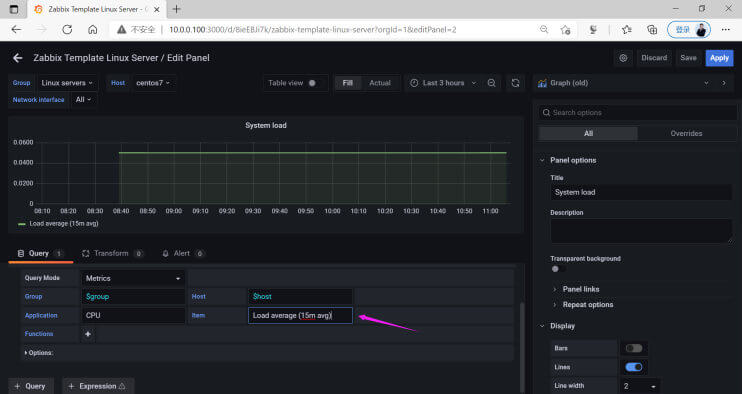 Zabbix Template Linux Server - G
不安全 | 10.0.0.100:3000/d/8ieEBJi7k/zabbix-template-linux-server?orgId=1&editPanel=2
登录
Zabbix Template Linux Server / Edit Panel
Discard Save Apply
Group Linux servers Host centos7 Table view Fill Actual Last 3 hours Graph (old)
Network interface All
Search options
All Overrides
System load
0.0600
0.0400
0.0200
0
08:10 08:20 08:30 08:40 08:50 09:00 09:10 09:20 09:30 09:40 09:50 10:00 10:10 10:20 10:30 10:40 10:50 11:00
Load average (15m avg)
Panel options
Title
System load
Description
Transparent background
Panel links
Repeat options
Display
Bars
Lines
Line width 2
Query 1 Transform 0 Alert 0
Query Mode Metrics
Group $group Host $host
Application CPU Item Load average (15m avg)
Functions +
Options:
+ Query + Expression